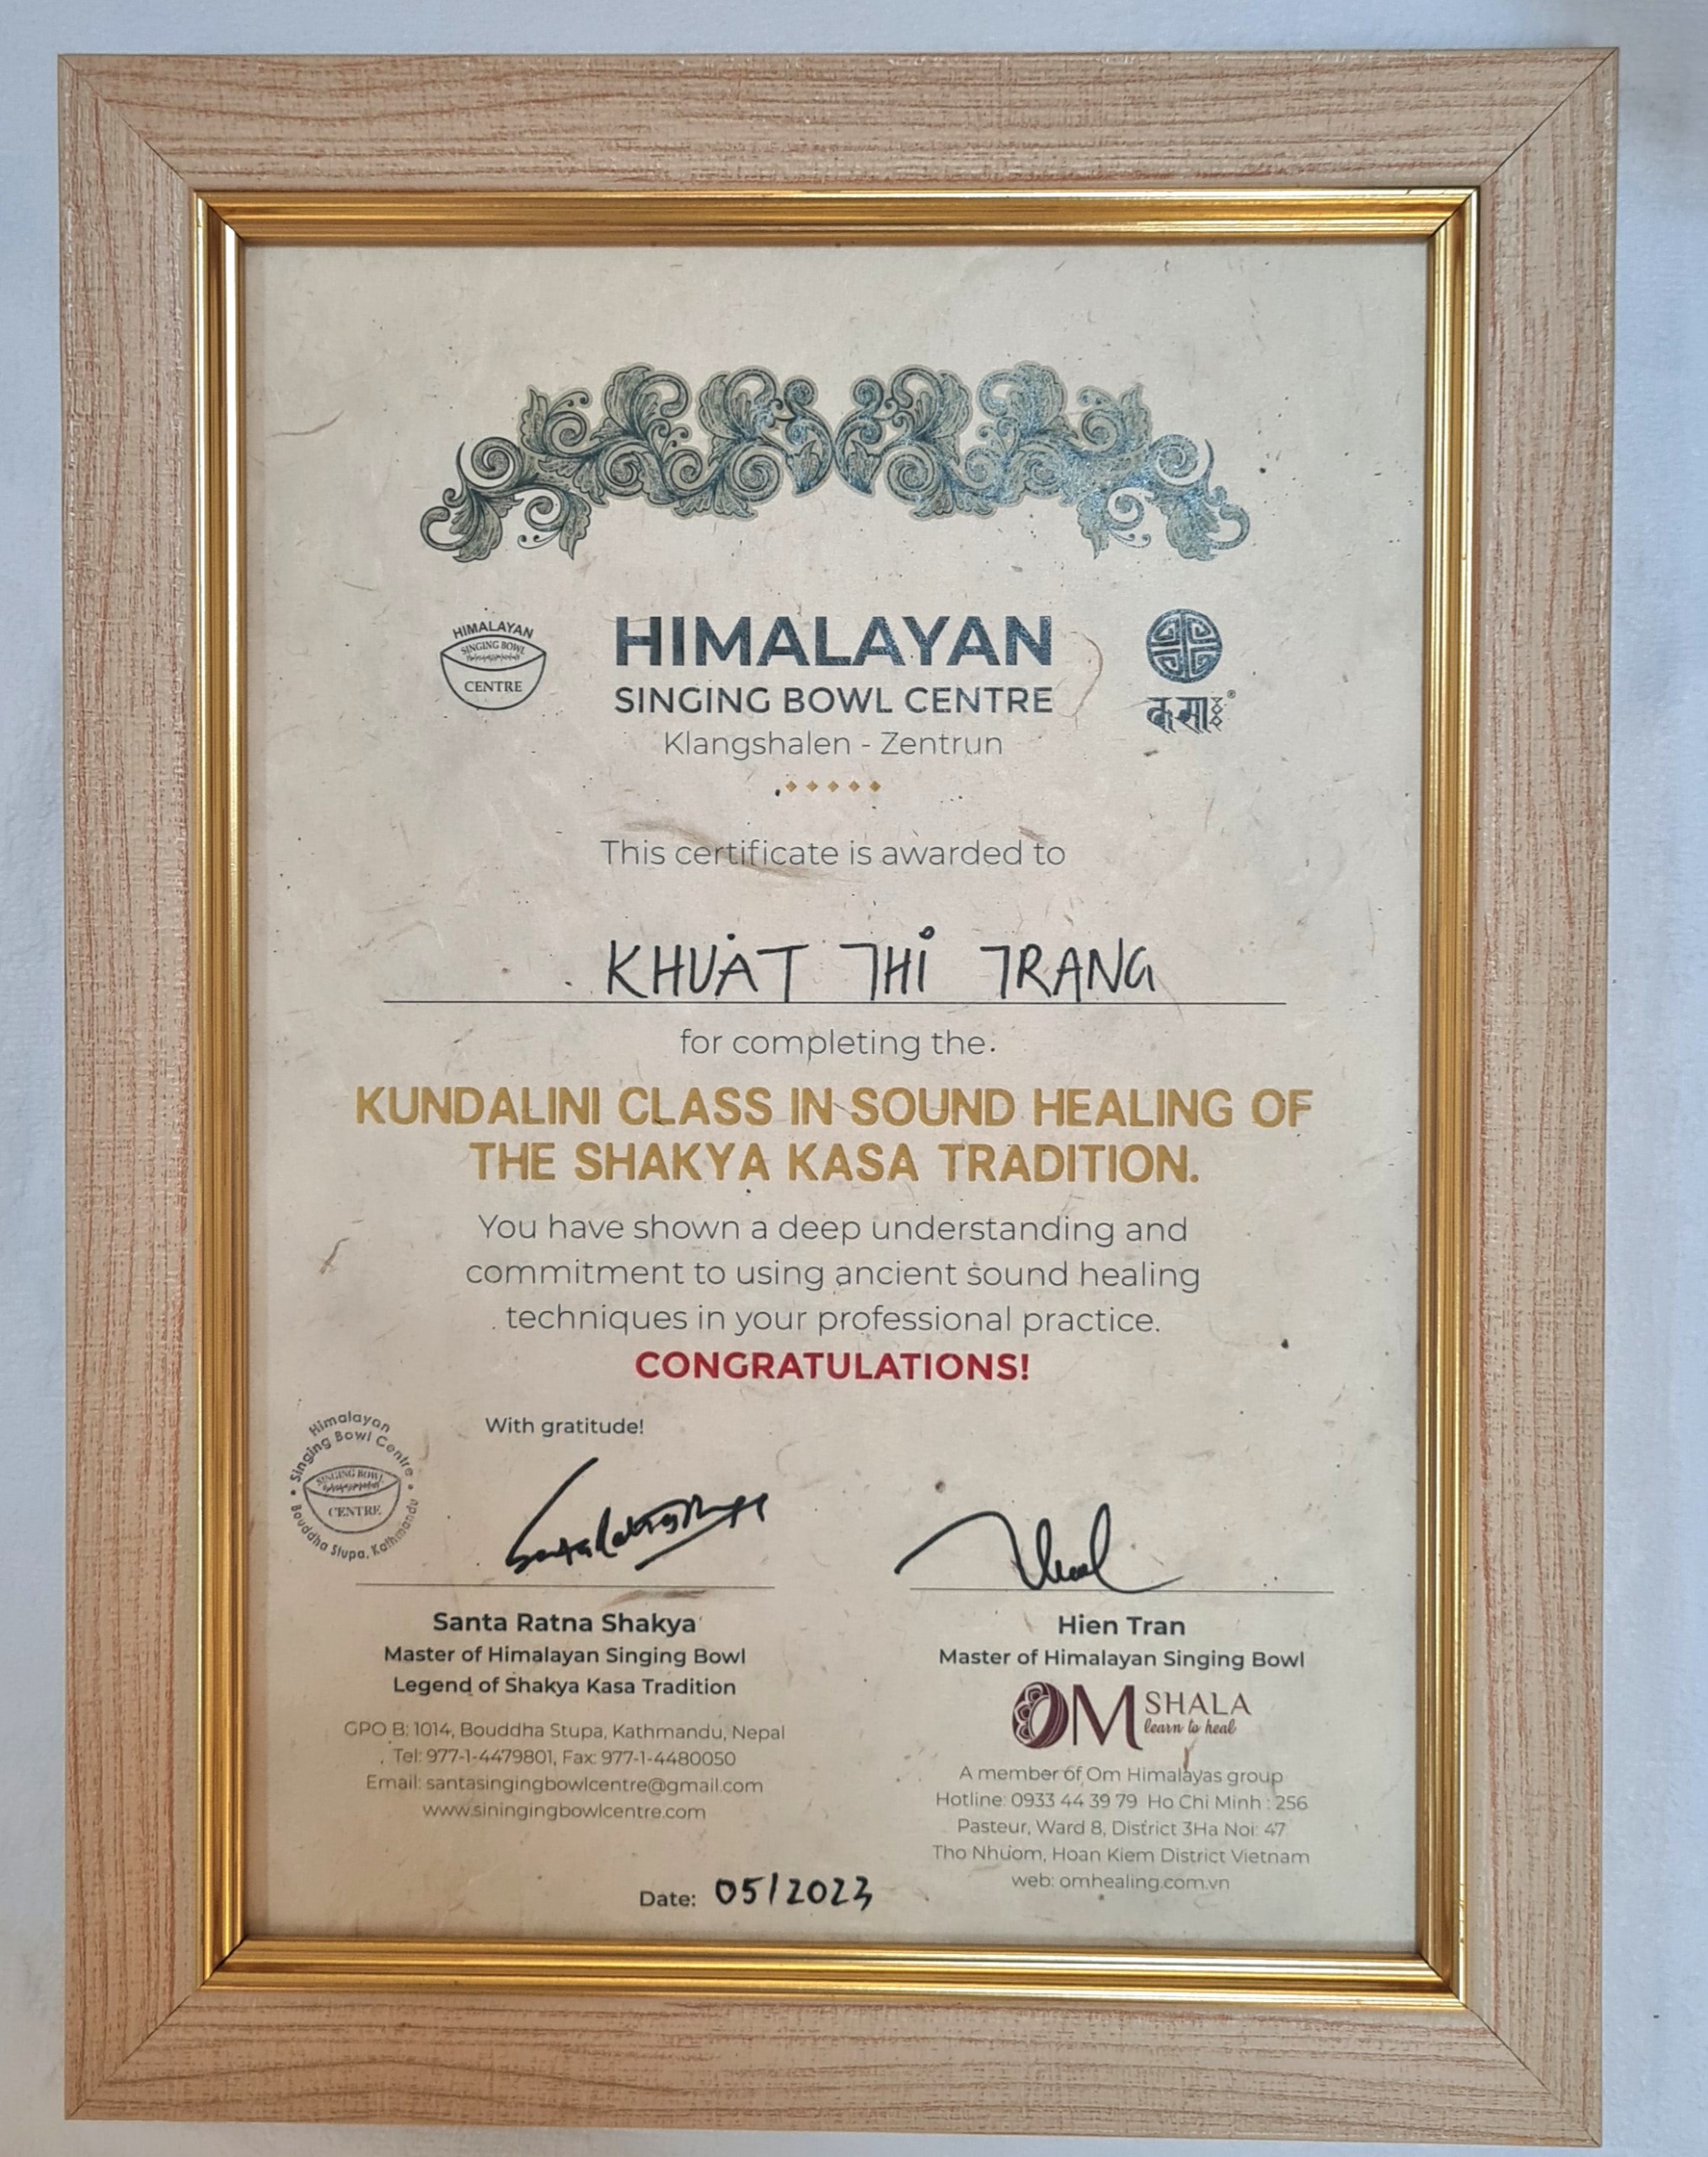 HIMALAYAN
SINGING BOWL
CENTRE
HIMALAYAN
SINGING BOWL CENTRE
Klangshalen - Zentrun
कसाः®
This certificate is awarded to
KHUAT THI TRANG
for completing the.
KUNDALINI CLASS IN SOUND HEALING OF
THE SHAKYA KASA TRADITION.
You have shown a deep understanding and
commitment to using ancient sound healing
techniques in your professional practice.
CONGRATULATIONS!
Himalayan
Singing Bowl Centre
SINGING BOWL
CENTRE
Bouddha Stupa, Kathmandu
With gratitude!
Santa Ratna Shakya
Master of Himalayan Singing Bowl
Legend of Shakya Kasa Tradition
GPO B: 1014, Bouddha Stupa, Kathmandu, Nepal
Tel: 977-1-4479801, Fax: 977-1-4480050
Email: santasingingbowlcentre@gmail.com
www.siningingbowlcentre.com
Hien Tran
Master of Himalayan Singing Bowl
OM SHALA
learn to heal
A member of Om Himalayas group
Hotline: 0933 44 39 79 Ho Chi Minh : 256
Pasteur, Ward 8, District 3Ha Noi: 47
Tho Nhuom, Hoan Kiem District Vietnam
web: omhealing.com.vn
Date: 05/2023